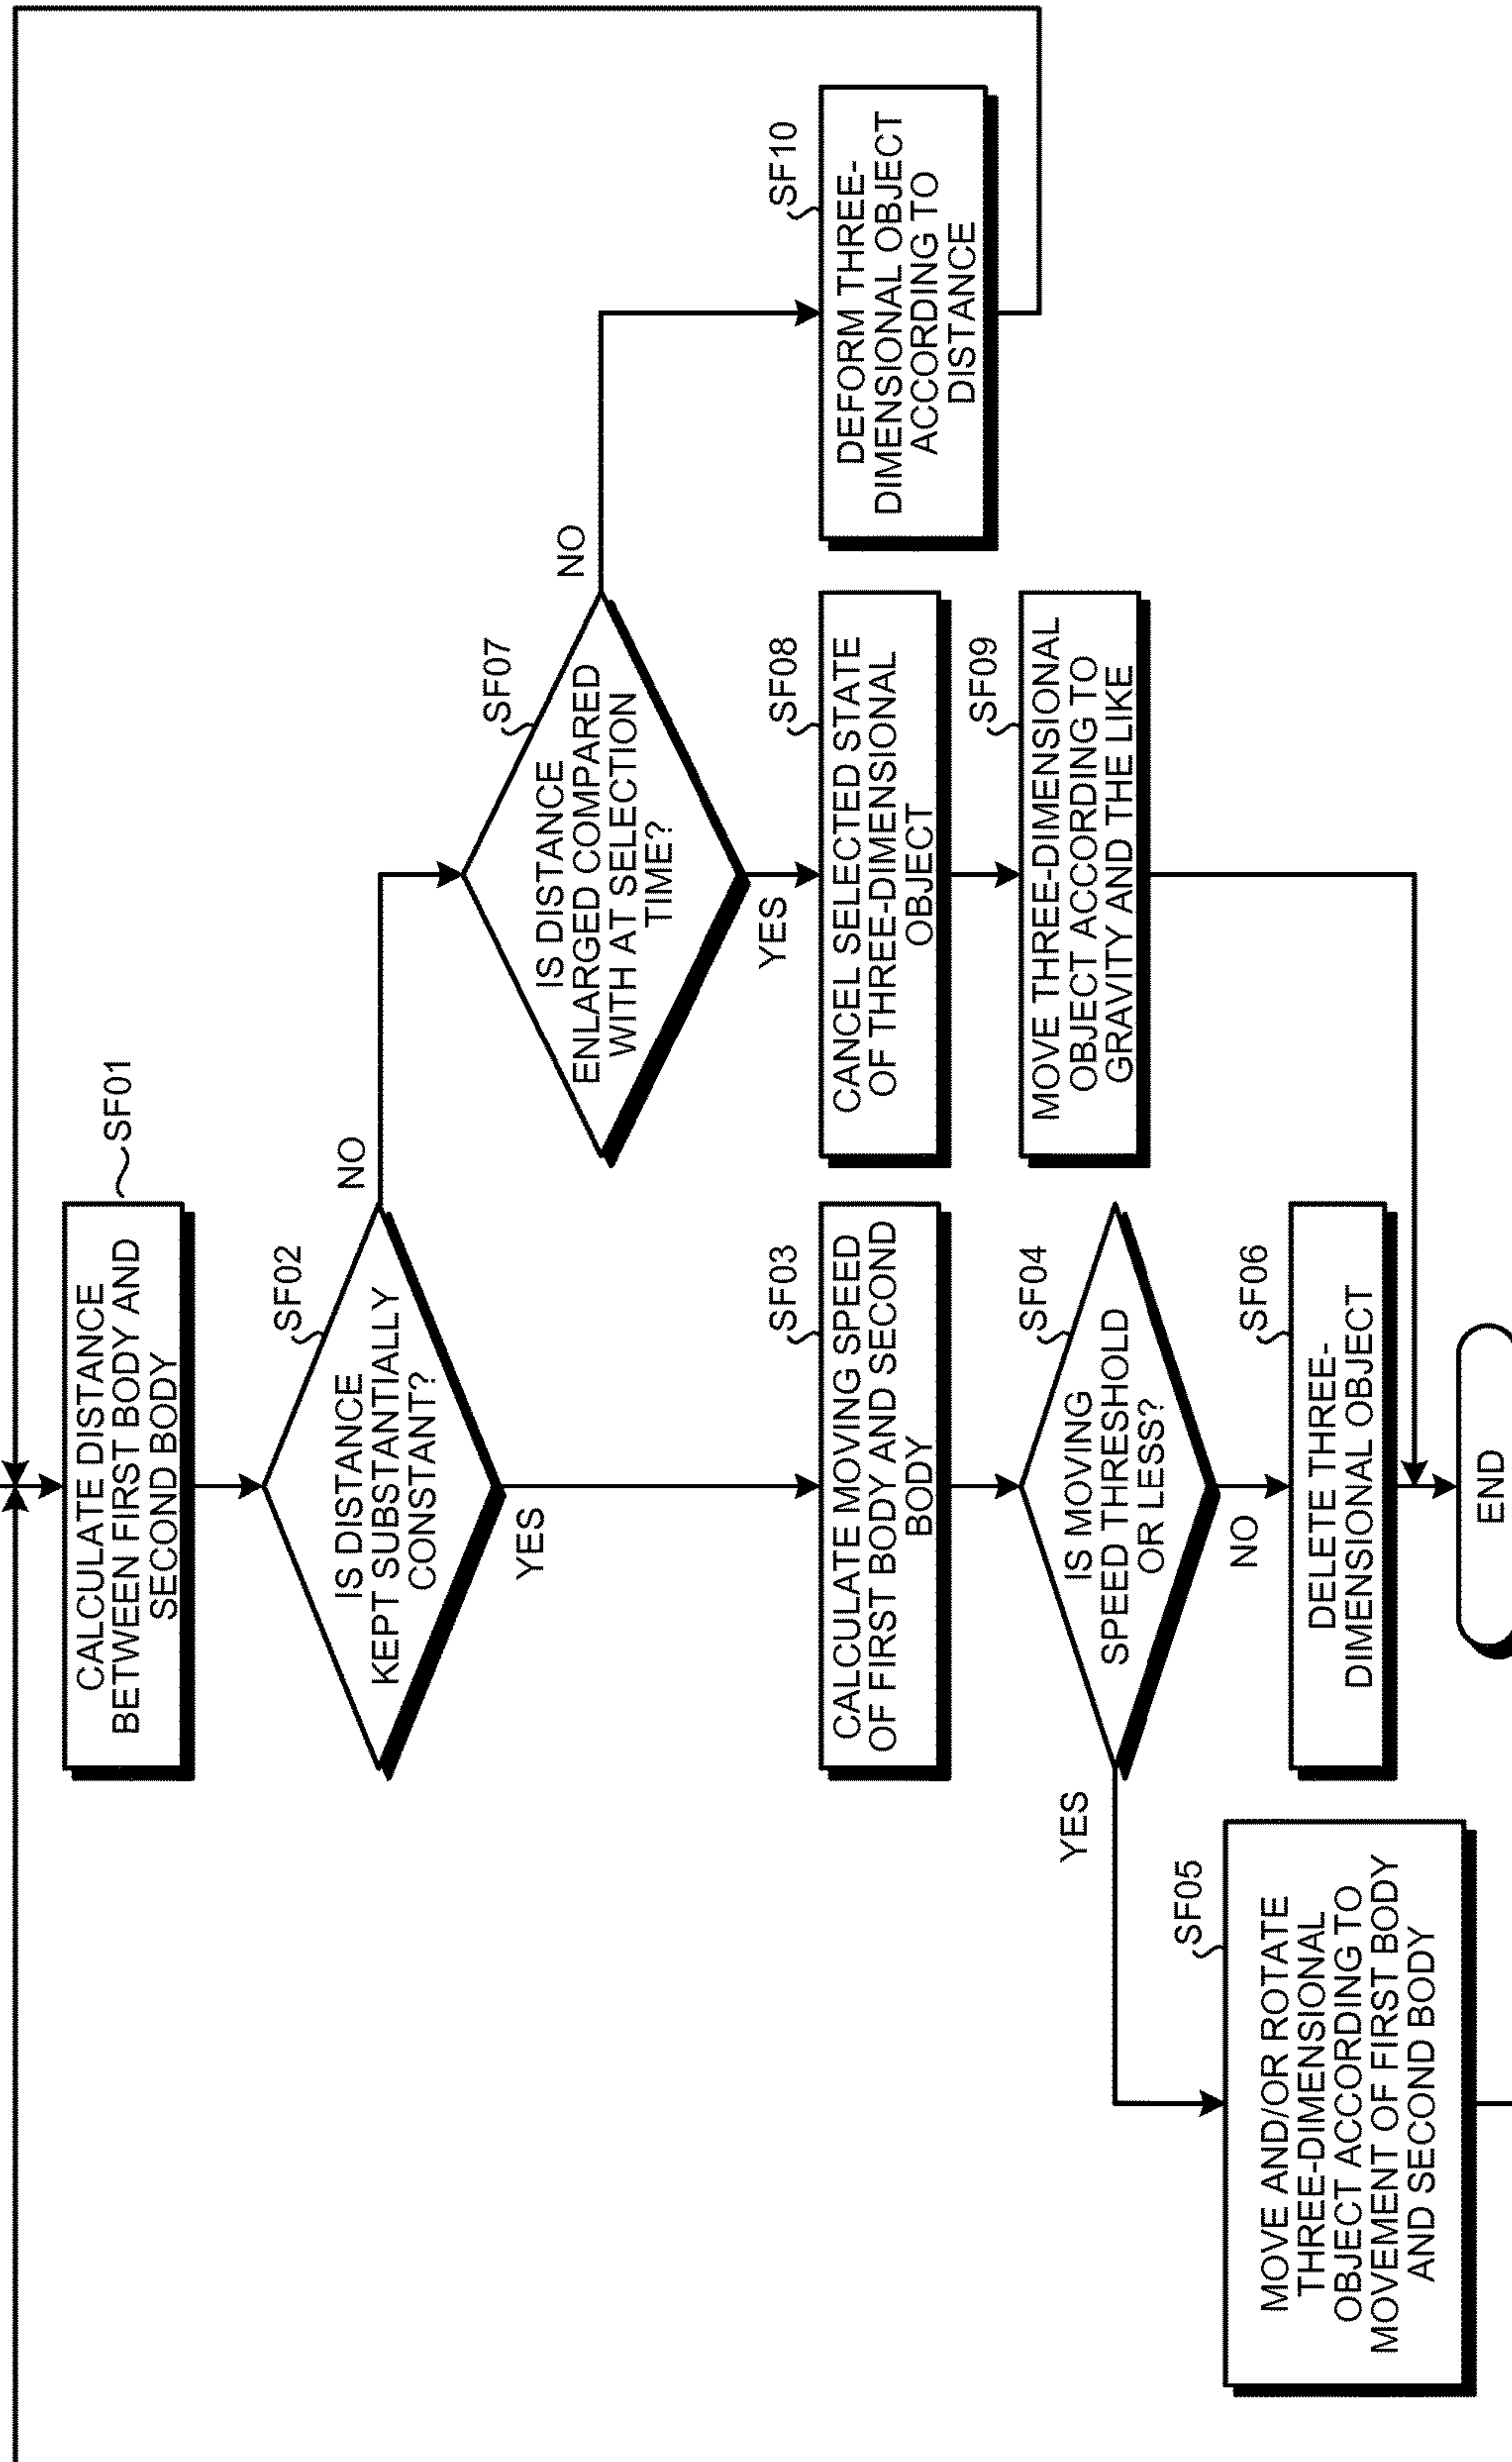 CALCULATE DISTANCE
BETWEEN FIRST BODY AND
SECOND BODY
SF01
IS DISTANCE
KEPT SUBSTANTIALLY
CONSTANT?
SF02
NO
YES
CALCULATE MOVING SPEED
OF FIRST BODY AND SECOND
BODY
SF03
IS MOVING
SPEED THRESHOLD
OR LESS?
SF04
YES
NO
MOVE AND/OR ROTATE
THREE-DIMENSIONAL
OBJECT ACCORDING TO
MOVEMENT OF FIRST BODY
AND SECOND BODY
SF05
DELETE THREE-
DIMENSIONAL OBJECT
SF06
IS DISTANCE
ENLARGED COMPARED
WITH AT SELECTION
TIME?
SF07
NO
YES
CANCEL SELECTED STATE
OF THREE-DIMENSIONAL
OBJECT
SF08
MOVE THREE-DIMENSIONAL
OBJECT ACCORDING TO
GRAVITY AND THE LIKE
SF09
DEFORM THREE-
DIMENSIONAL OBJECT
ACCORDING TO
DISTANCE
SF10
END